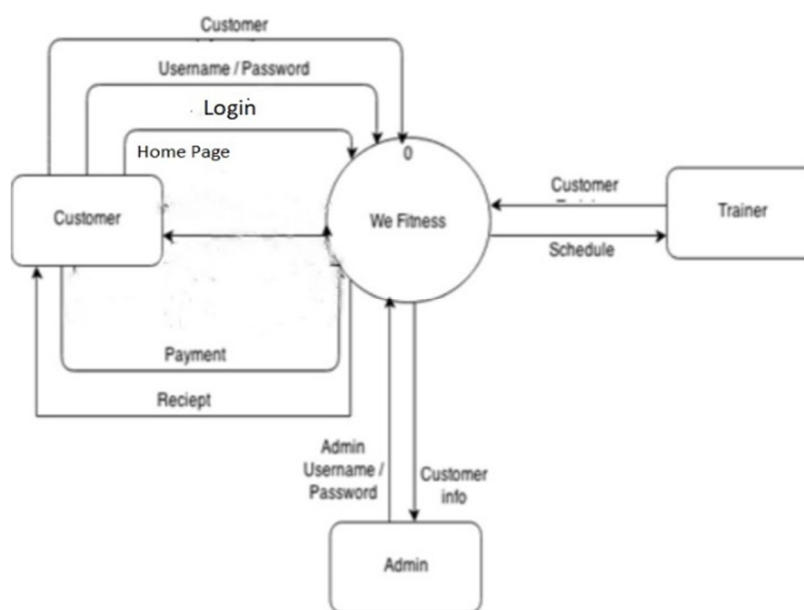 Customer
Username / Password
Login
Home Page
0
Customer
We Fitness
Customer
Trainer
Schedule
Payment
Reciept
Admin
Username /
Password
Customer
info
Admin